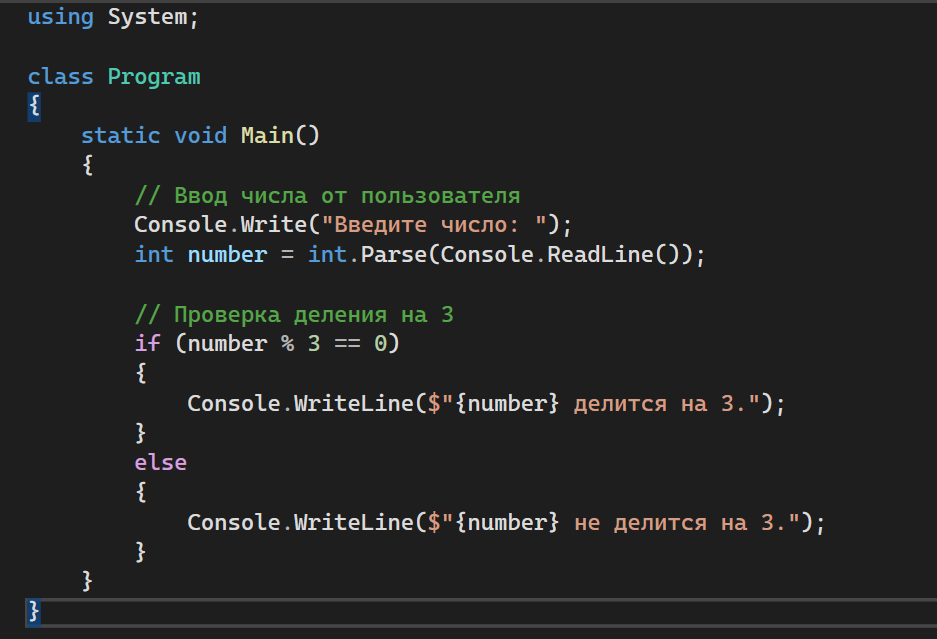 using System;
class Program
{
static void Main()
{
// Ввод числа от пользователя
Console.Write("Введите число: ");
int number = int.Parse(Console.ReadLine());
// Проверка деления на 3
if (number % 3 == 0)
{
Console.WriteLine($"{number} делится на 3.");
}
else
{
Console.WriteLine($"{number} не делится на 3.");
}
}
}